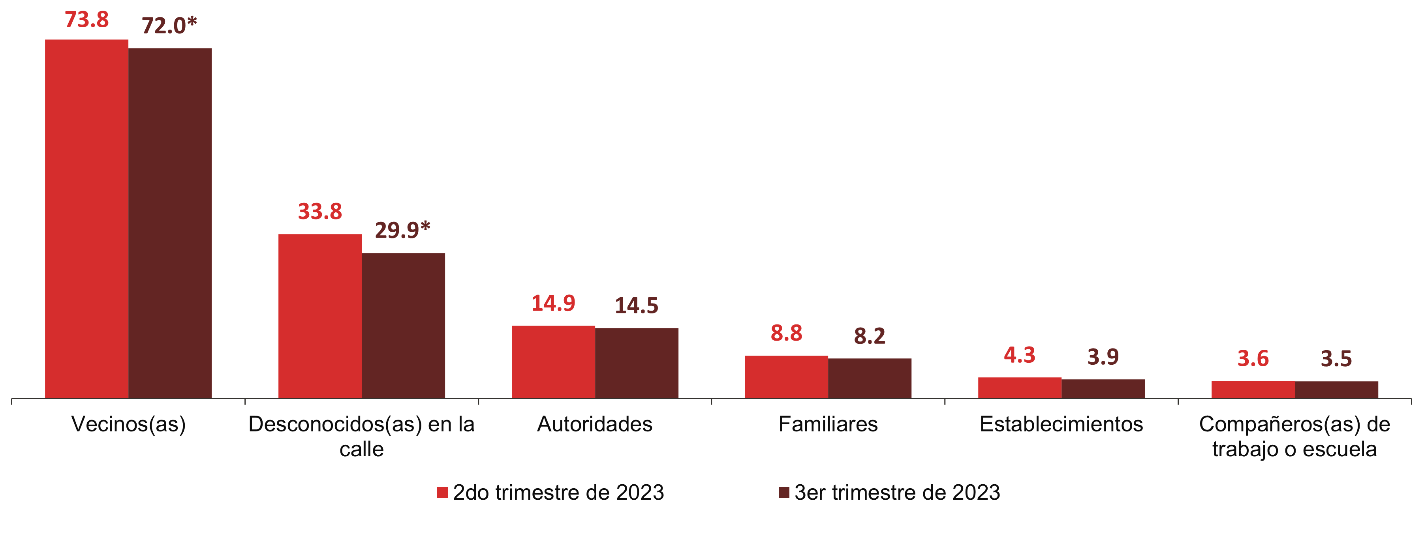 73.8
72.0*
33.8
29.9*
14.9
14.5
8.8
8.2
4.3
3.9
3.6
3.5
Vecinos(as)
Desconocidos(as) en la
calle
Autoridades
Familiares
Establecimientos
Compañeros(as) de
trabajo o escuela
2do trimestre de 2023
3er trimestre de 2023